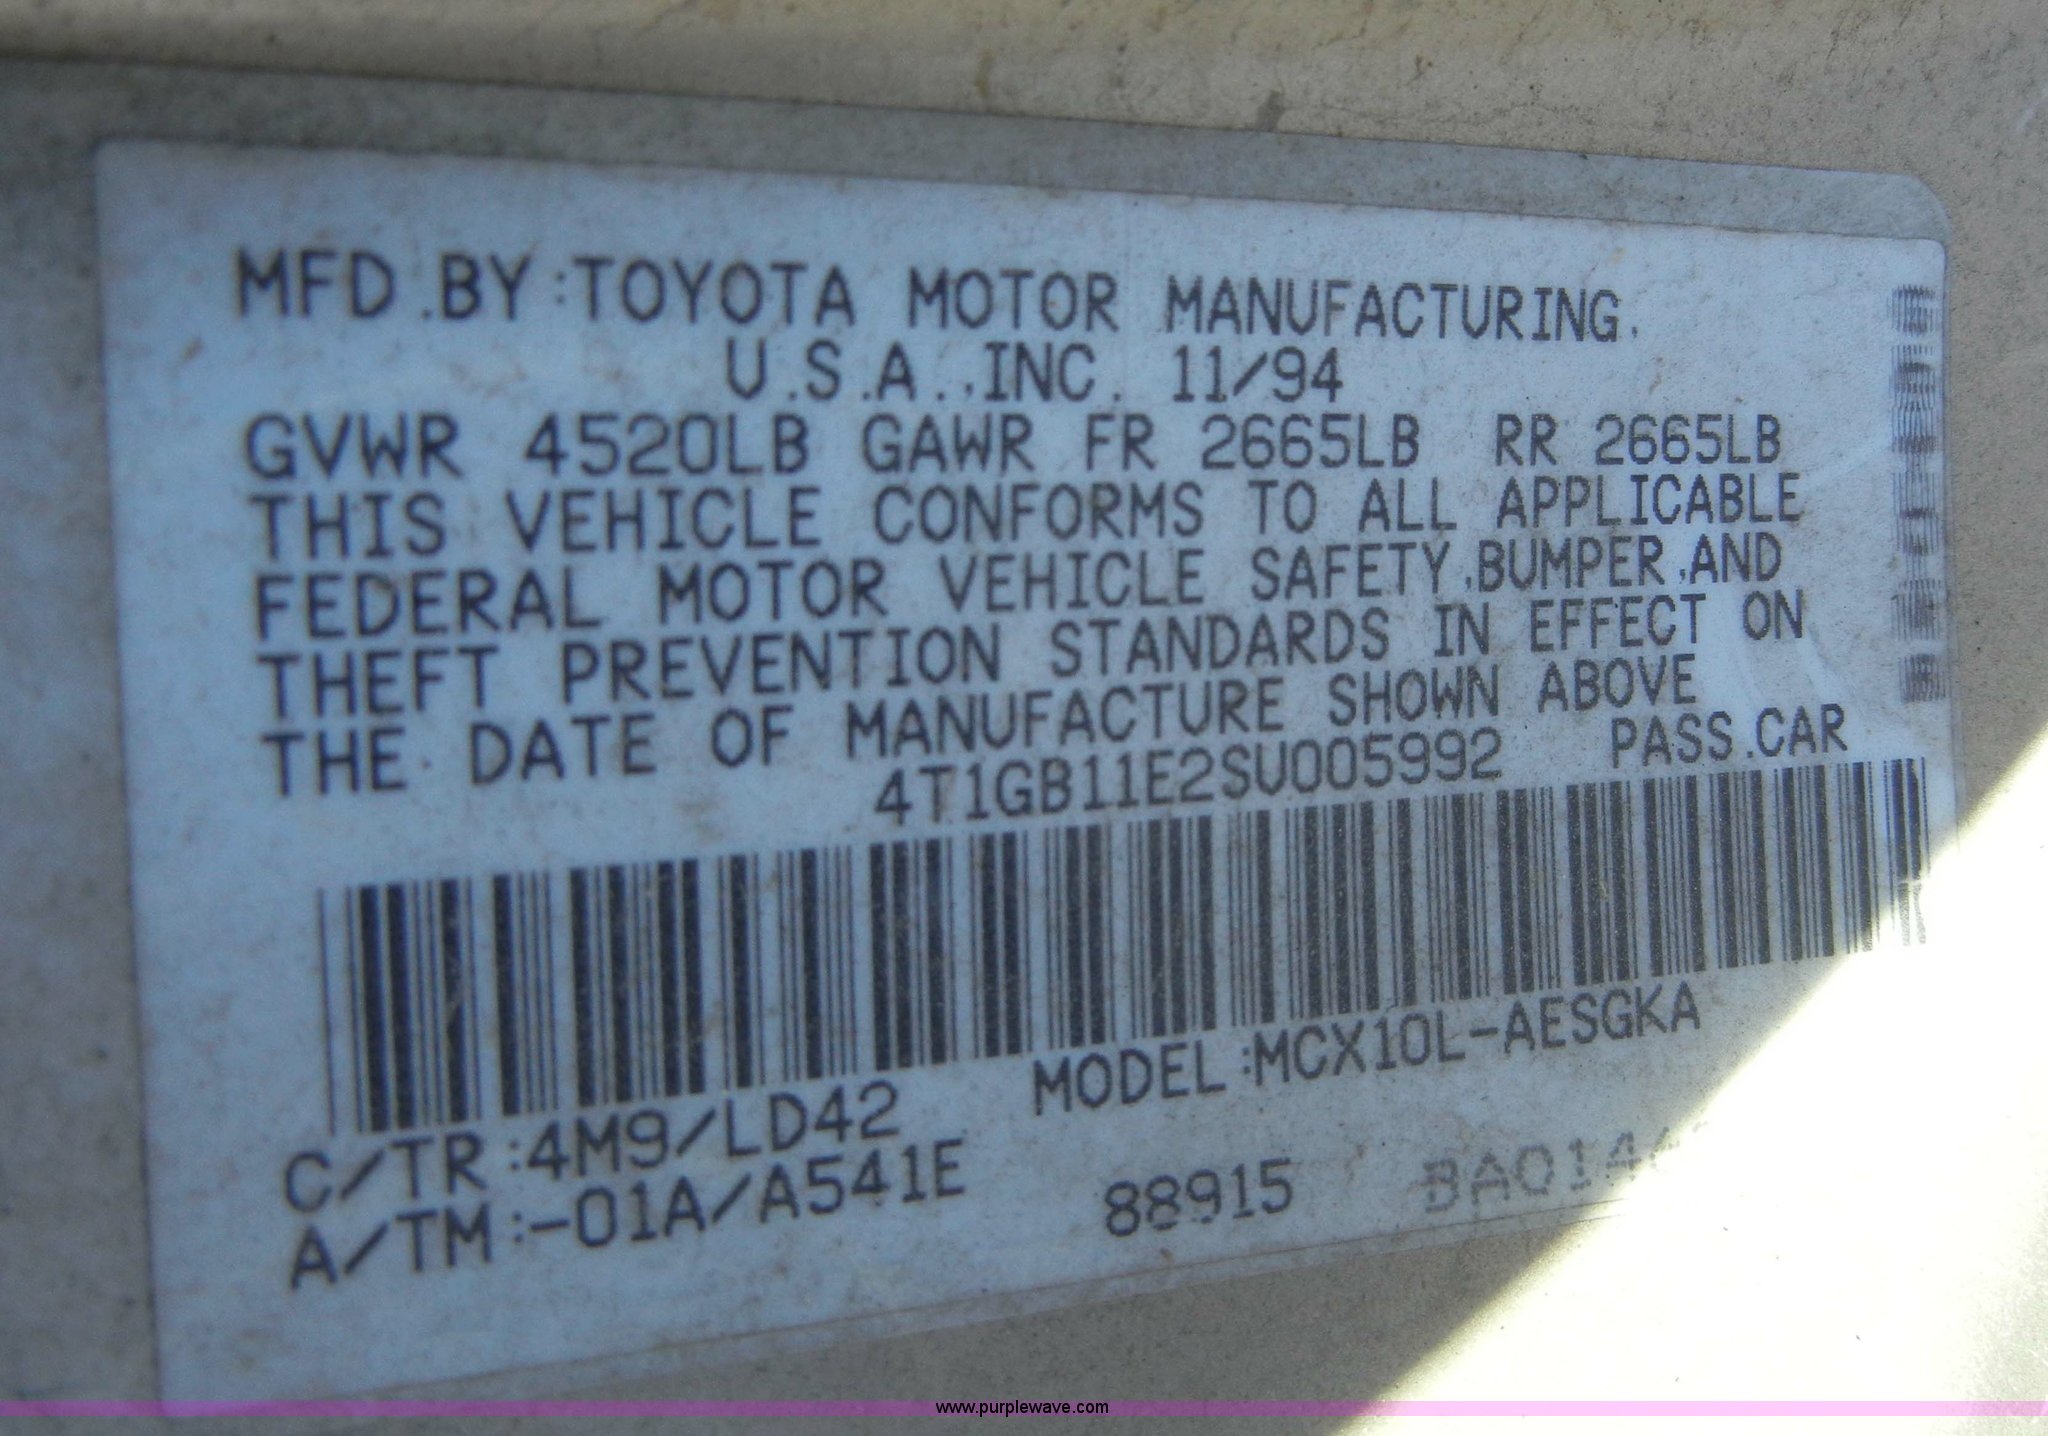 MFD.BY:TOYOTA MOTOR MANUFACTURING,
U.S.A.,INC. 11/94
GVWR 4520LB GAWR FR 2665LB RR 2665LB
THIS VEHICLE CONFORMS TO ALL APPLICABLE
FEDERAL MOTOR VEHICLE SAFETY,BUMPER,AND
THEFT PREVENTION STANDARDS IN EFFECT ON
THE DATE OF MANUFACTURE SHOWN ABOVE
4T1GB11E2SU005992 PASS.CAR
C/TR:4M9/LD42 MODEL:MCX10L-AESGKA
A/TM:-01A/A541E 88915
www.purplewave.com